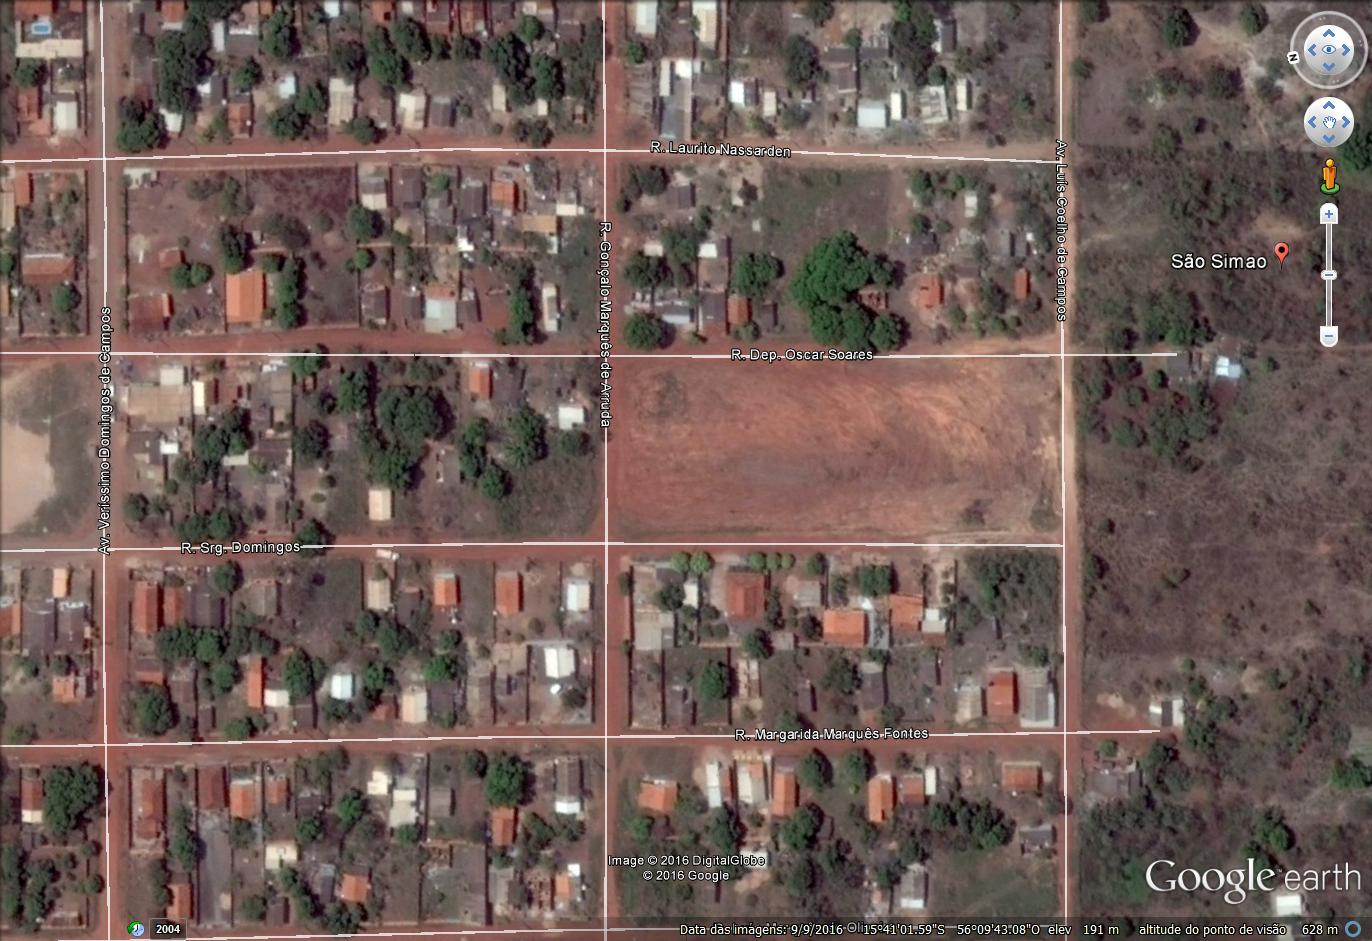 N
R. Laurito Nassarden
Av. Luís Coelho de Campos
São Simao
R. Gonçalo Marquês de Arruda
Av. Verissimo Domingos de Campos
R. Dep. Oscar Soares
R. Srg. Domingos
R. Margarida Marquês Fontes
Image © 2016 DigitalGlobe
© 2016 Google
Google earth
2004
Data das imagens: 9/9/2016 15°41'01.59"S 56°09'43.08"O elev 191 m altitude do ponto de visão 628 m